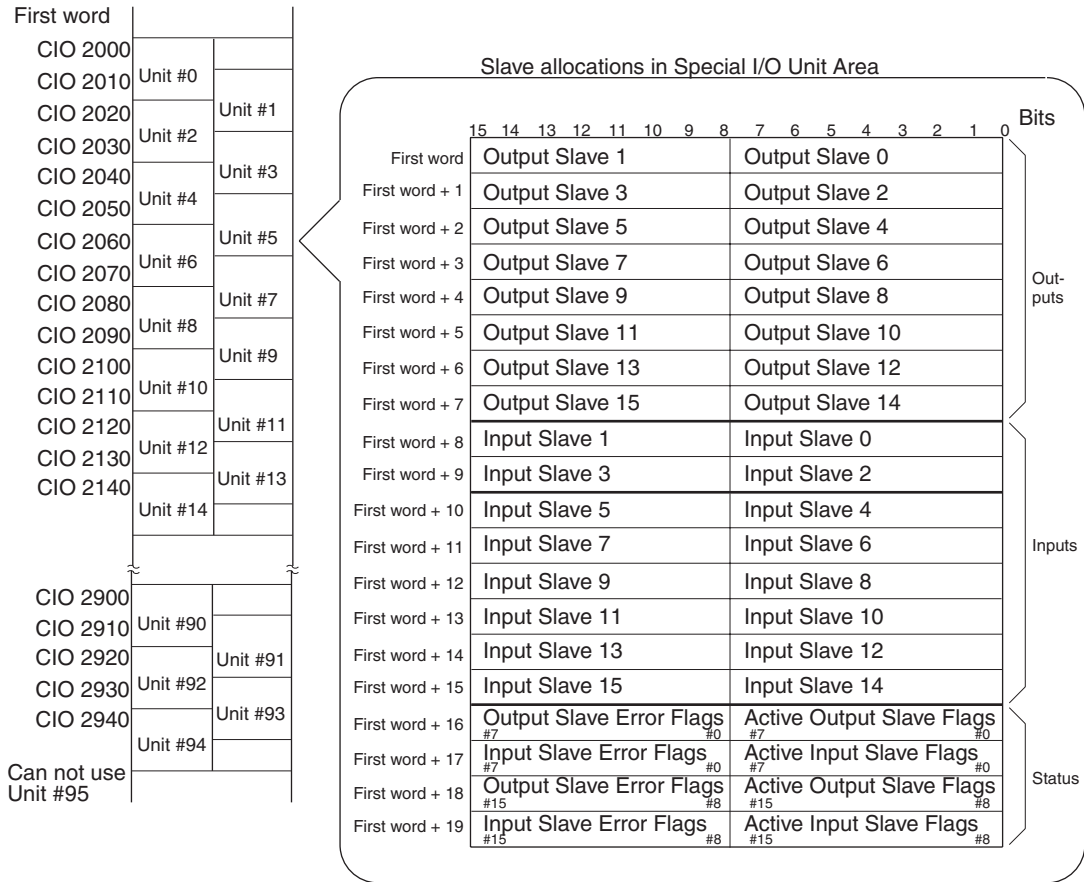 First word
CIO 2000
CIO 2010
CIO 2020
CIO 2030
CIO 2040
CIO 2050
CIO 2060
CIO 2070
CIO 2080
CIO 2090
CIO 2100
CIO 2110
CIO 2120
CIO 2130
CIO 2140
Unit #0
Unit #1
Unit #2
Unit #3
Unit #4
Unit #5
Unit #6
Unit #7
Unit #8
Unit #9
Unit #10
Unit #11
Unit #12
Unit #13
Unit #14
CIO 2900
CIO 2910
CIO 2920
CIO 2930
CIO 2940
Unit #90
Unit #91
Unit #92
Unit #93
Unit #94
Can not use
Unit #95
Slave allocations in Special I/O Unit Area
Bits
15 14 13 12 11 10 9 8 7 6 5 4 3 2 1 0
First word Output Slave 1 Output Slave 0
First word + 1 Output Slave 3 Output Slave 2
First word + 2 Output Slave 5 Output Slave 4
First word + 3 Output Slave 7 Output Slave 6
First word + 4 Output Slave 9 Output Slave 8
First word + 5 Output Slave 11 Output Slave 10
First word + 6 Output Slave 13 Output Slave 12
First word + 7 Output Slave 15 Output Slave 14
Out-
puts
First word + 8 Input Slave 1 Input Slave 0
First word + 9 Input Slave 3 Input Slave 2
First word + 10 Input Slave 5 Input Slave 4
First word + 11 Input Slave 7 Input Slave 6
First word + 12 Input Slave 9 Input Slave 8
First word + 13 Input Slave 11 Input Slave 10
First word + 14 Input Slave 13 Input Slave 12
First word + 15 Input Slave 15 Input Slave 14
Inputs
First word + 16 Output Slave Error Flags Active Output Slave Flags
#7 #0 #7 #0
First word + 17 Input Slave Error Flags Active Input Slave Flags
#7 #0 #7 #0
First word + 18 Output Slave Error Flags Active Output Slave Flags
#15 #8 #15 #8
First word + 19 Input Slave Error Flags Active Input Slave Flags
#15 #8 #15 #8
Status